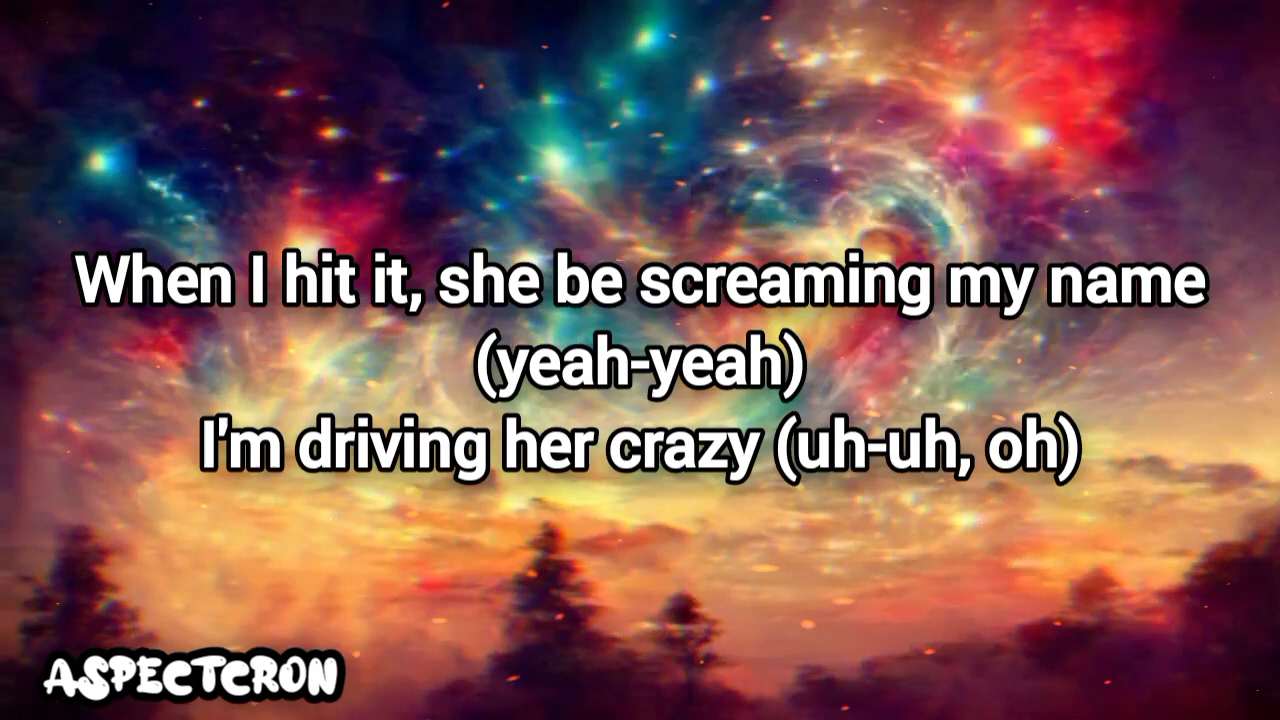 When I hit it, she be screaming my name
(yeah-yeah)
I'm driving her crazy (uh-uh, oh)
ASPECTCRON